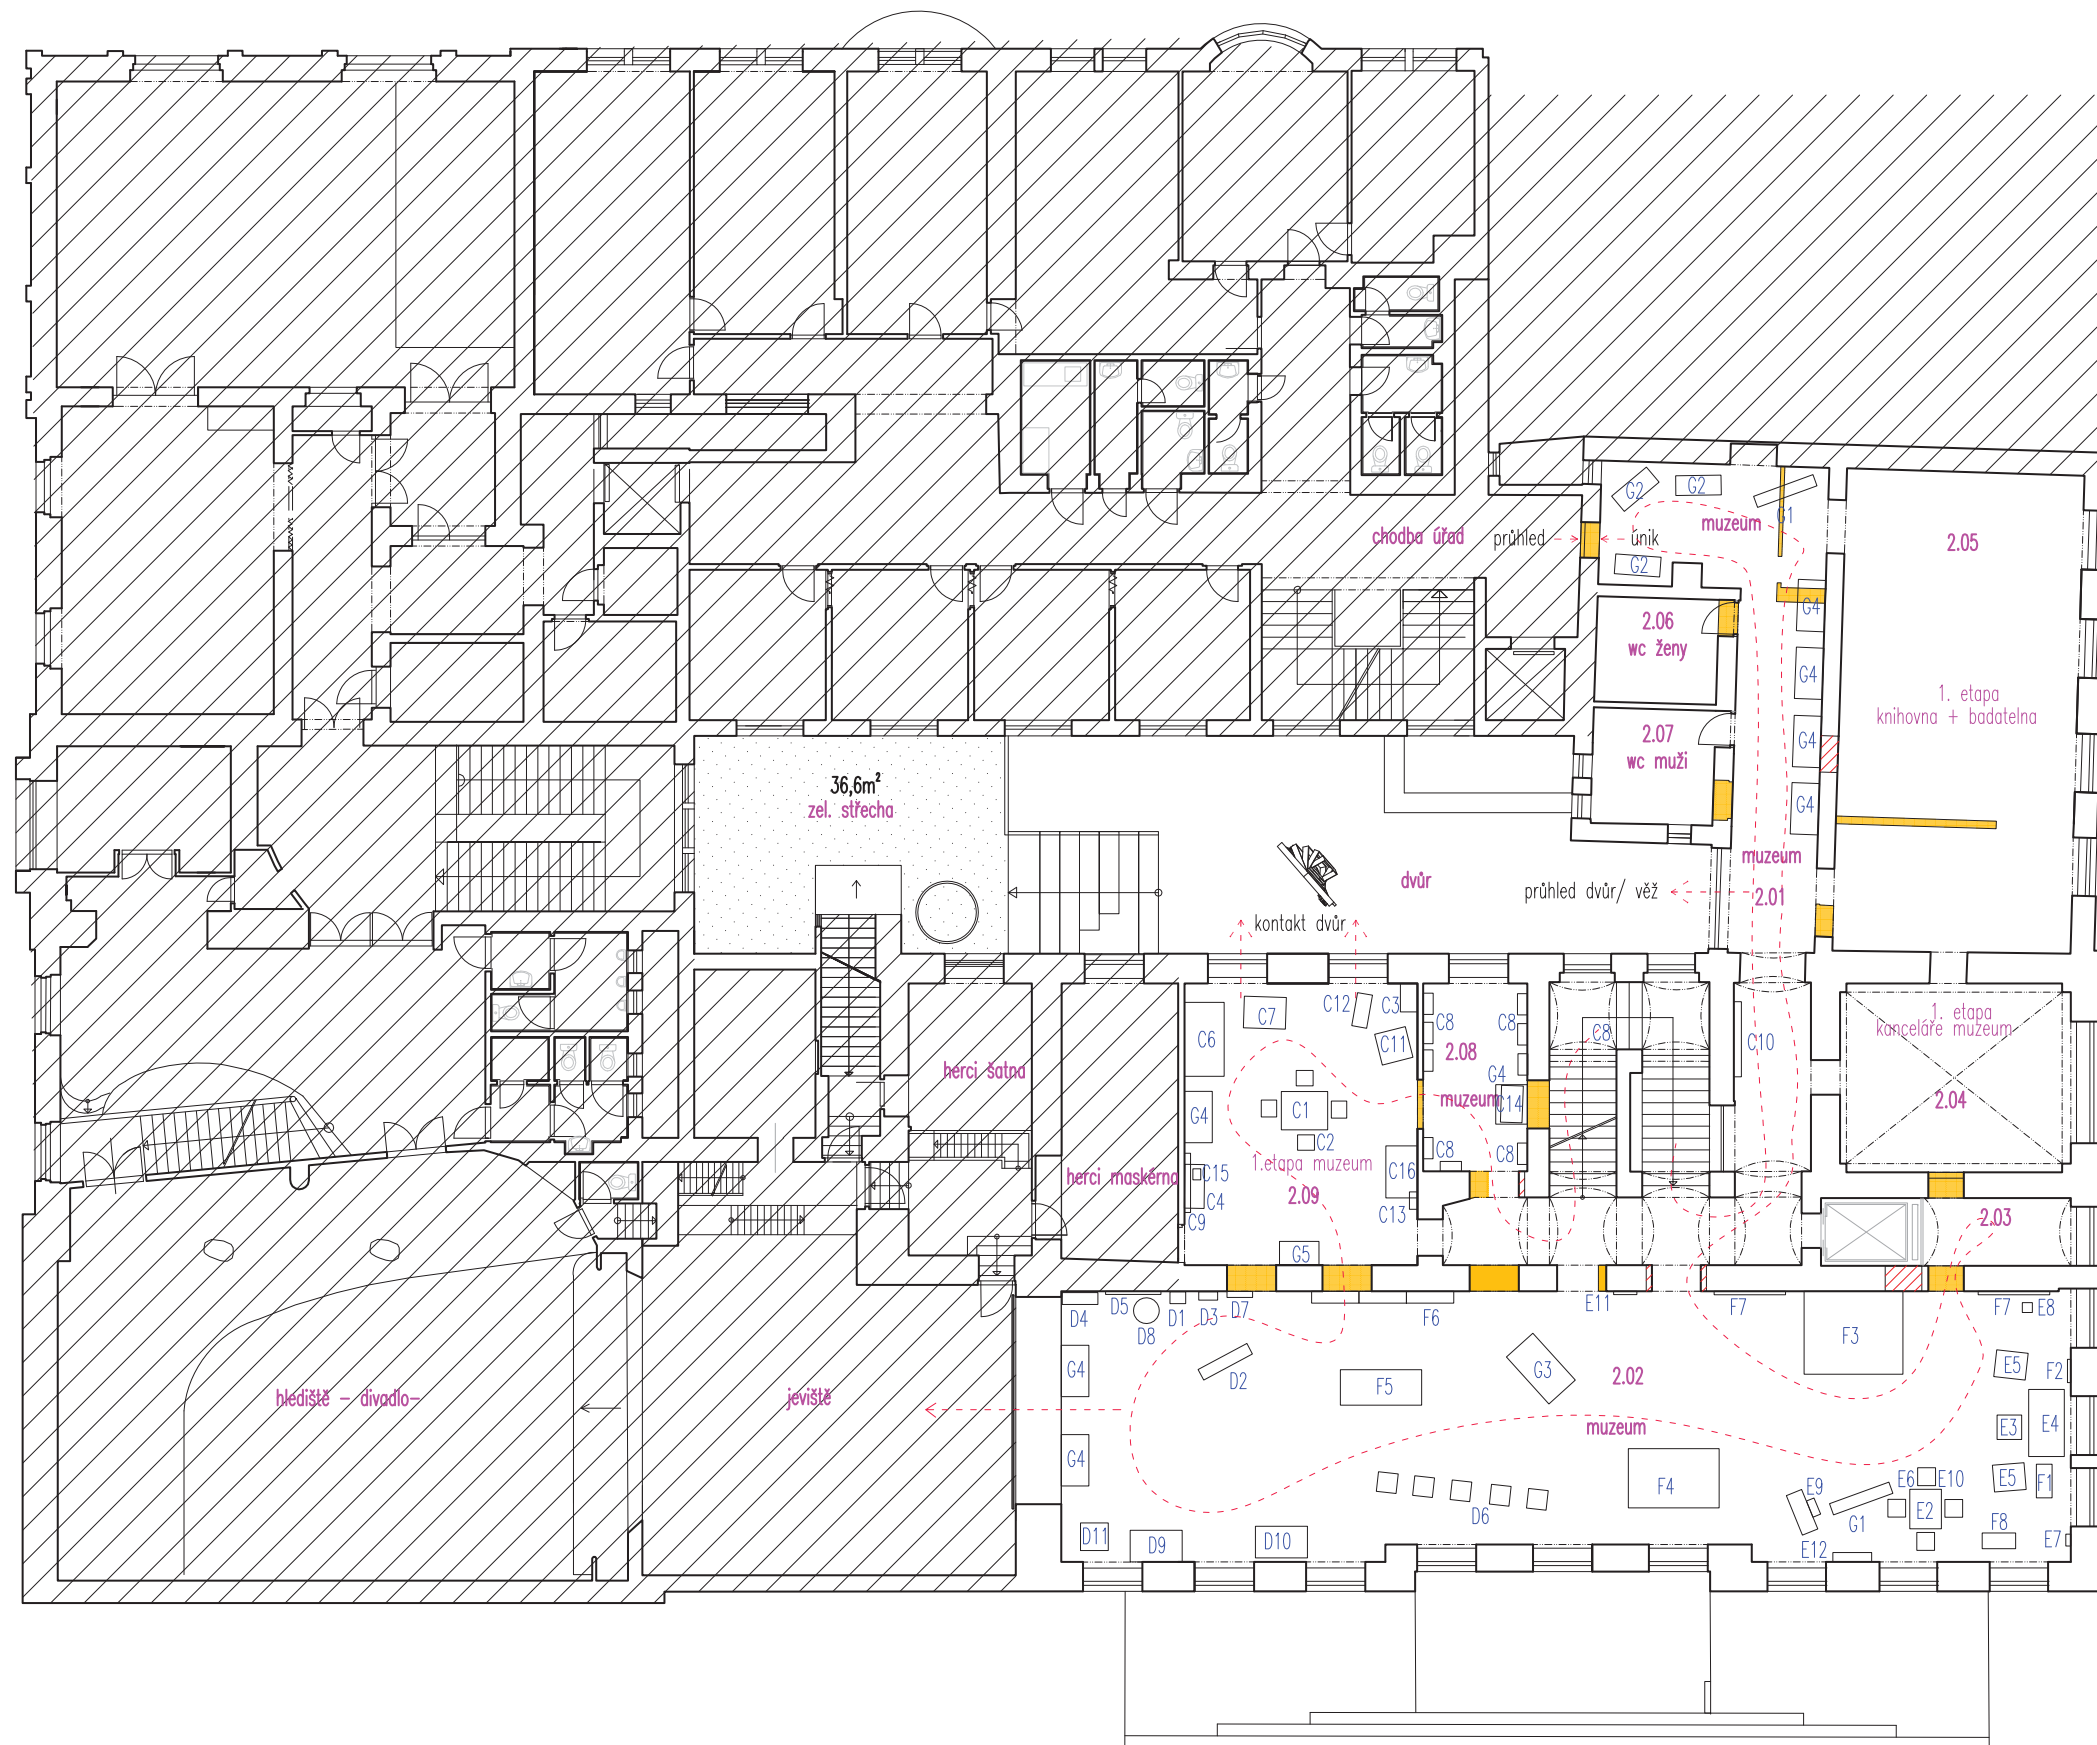 G2
G2
G1
muzeum
chodba úřad
průhled
únik
G2
2.05
2.06
wc ženy
G4
G4
1. etapa
knihovna + badatelna
2.07
wc muži
G4
G4
36,6m²
zel. střecha
muzeum
2.01
dvůr
průhled dvůr/ věž
kontakt dvůr
C6
C7
C12
C3
C11
C8
C8
C8
C10
1. etapa
kanceláře muzeum
2.08
herci šatna
G4
muzeum
C14
2.04
G4
C1
C2
C8
C8
1.etapa muzeum
herci maskérna
C15
C16
2.09
C4
C13
C9
2.03
G5
D4
D5
D8
D1
D3
D7
F6
E11
F7
F3
F7
E8
G4
D2
F5
G3
2.02
E5
F2
hlediště – divadlo–
jeviště
muzeum
E3
E4
G4
D6
F4
E9
G1
E6
E10
E2
E5
F1
F8
E7
E12
D11
D9
D10